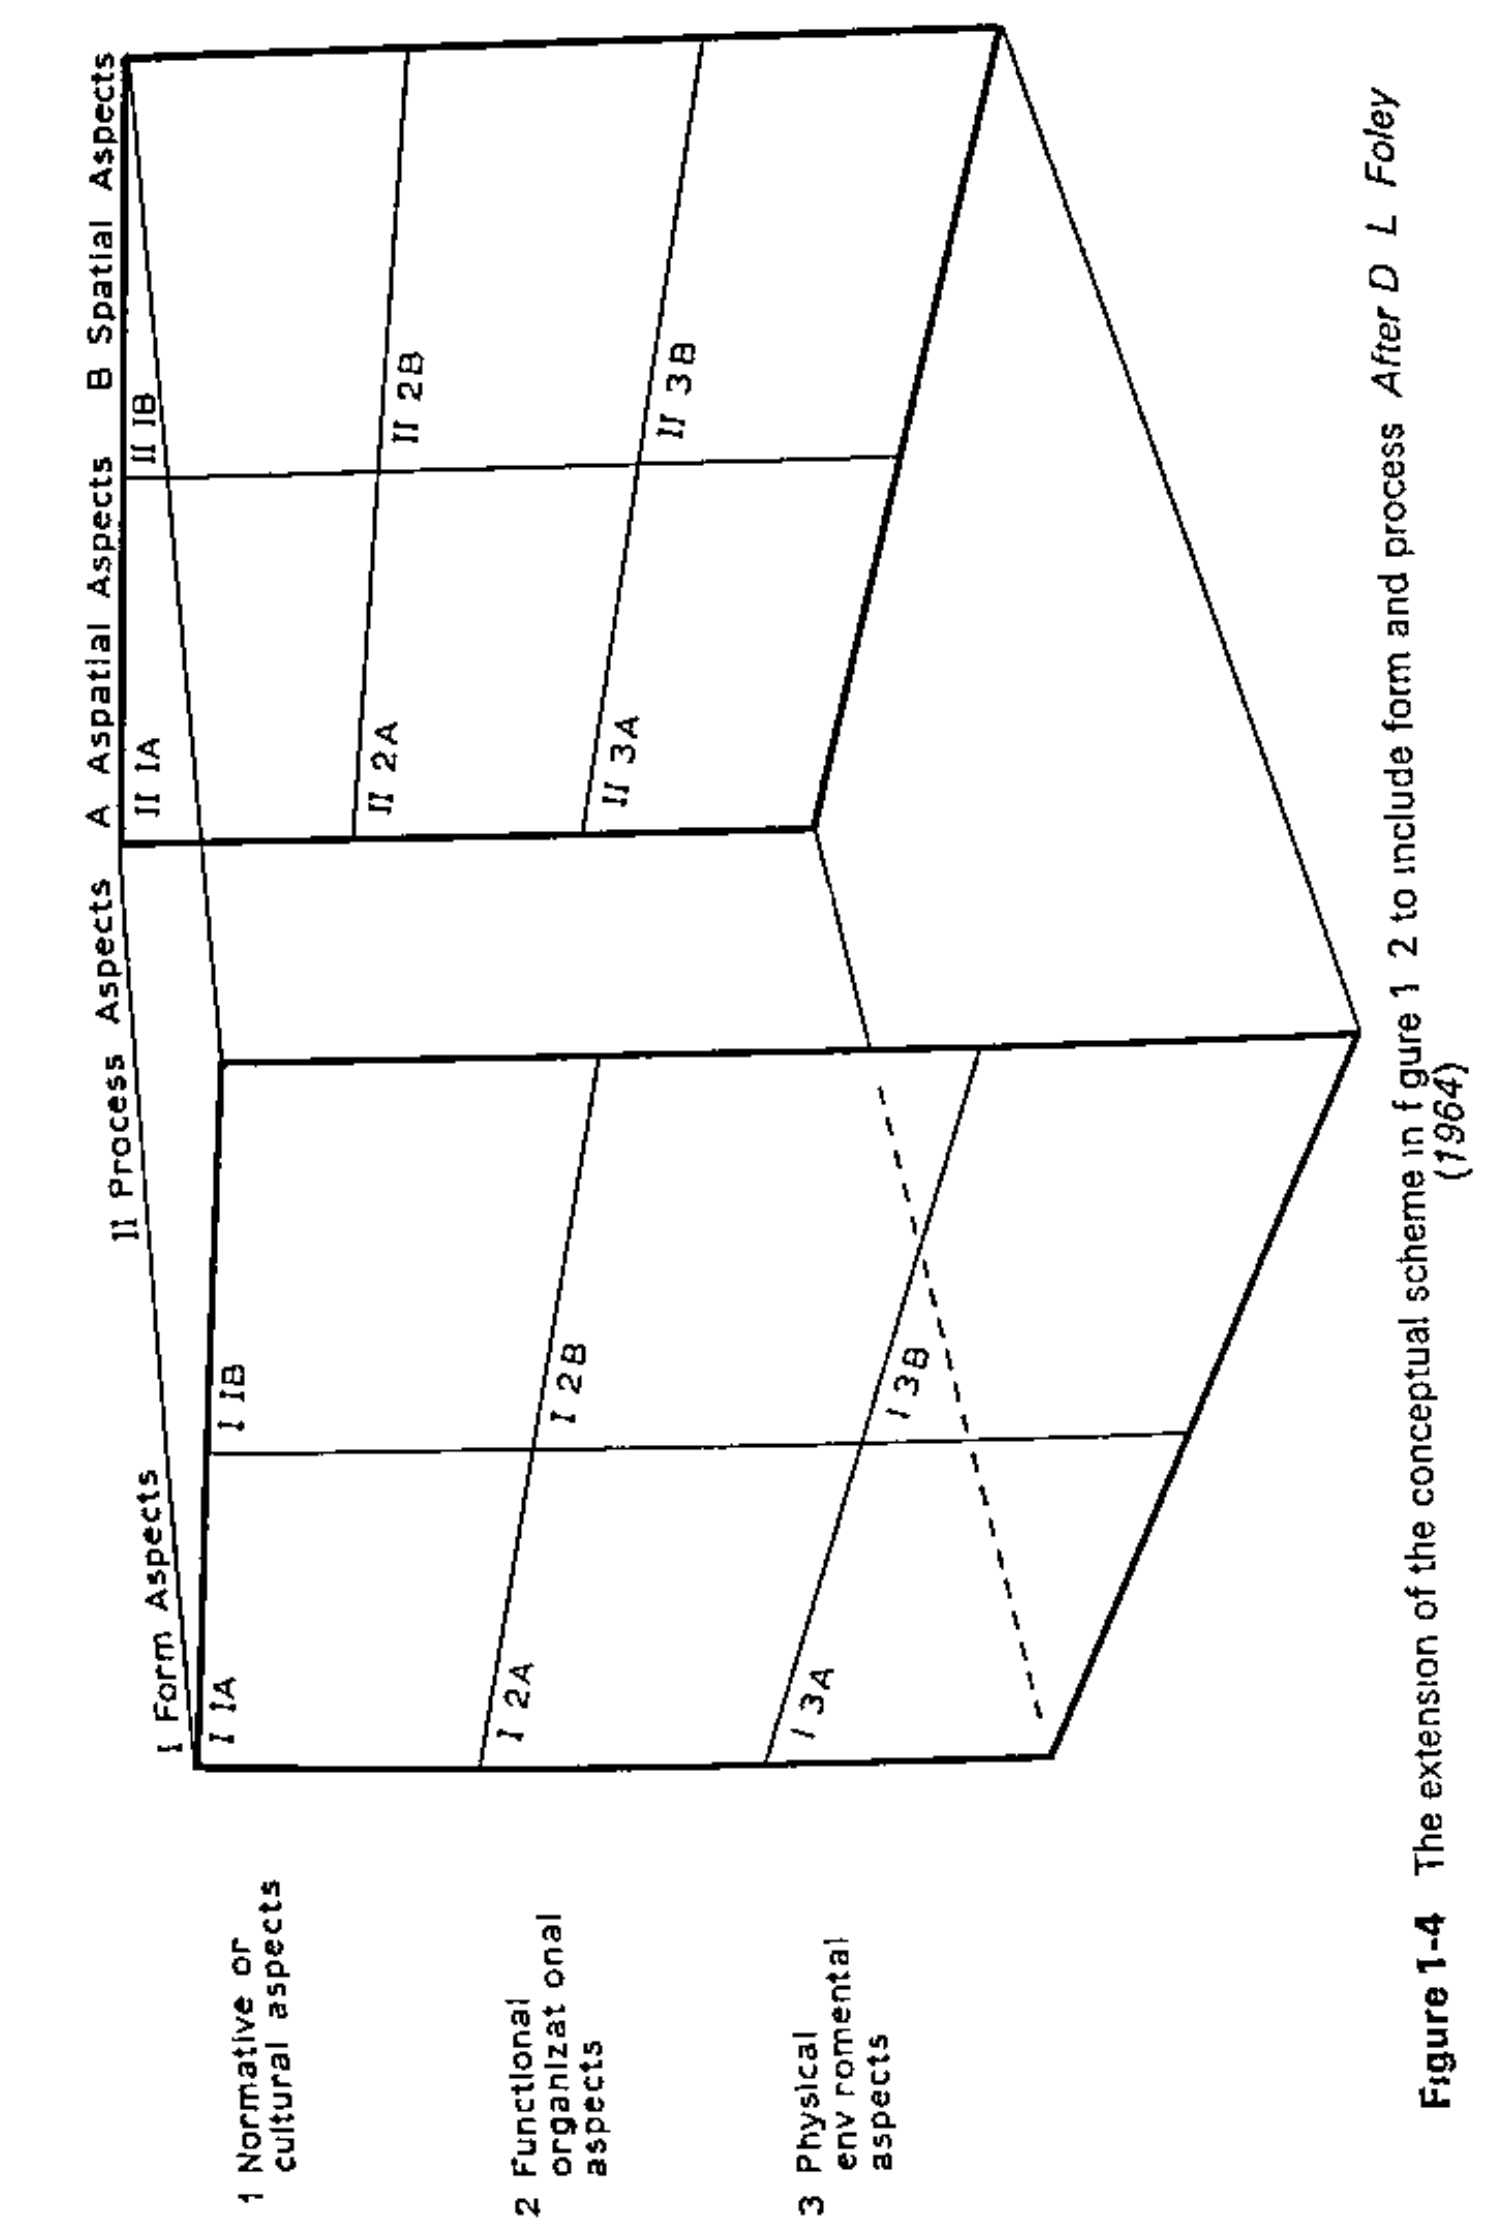 A Aspatial Aspects
B Spatial Aspects
II Process Aspects
I Form Aspects
II IA
II IB
II 2A
II 2B
II 3A
II 3B
I IA
I IB
I 2A
I 2B
I 3A
I 3B
1 Normative or
cultural aspects
2 Functional
organizat onal
aspects
3 Physical
env romental
aspects
Figure 1-4 The extension of the conceptual scheme in f gure 1 2 to include form and process After D L Foley
(1964)